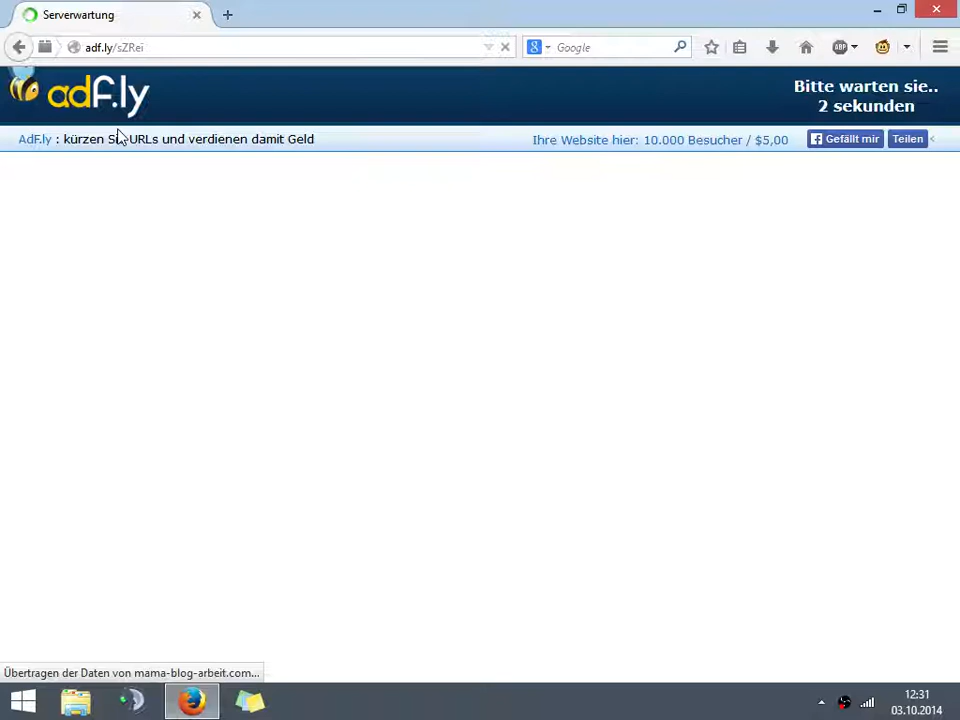 Serverwartung
adf.ly/sZRei
Google
ABP
adf.ly
Bitte warten sie..
2 sekunden
AdF.ly : kürzen Sie URLs und verdienen damit Geld
Ihre Website hier: 10.000 Besucher / $5,00
Gefällt mir
Teilen
Übertragen der Daten von mama-blog-arbeit.com...
12:31
03.10.2014